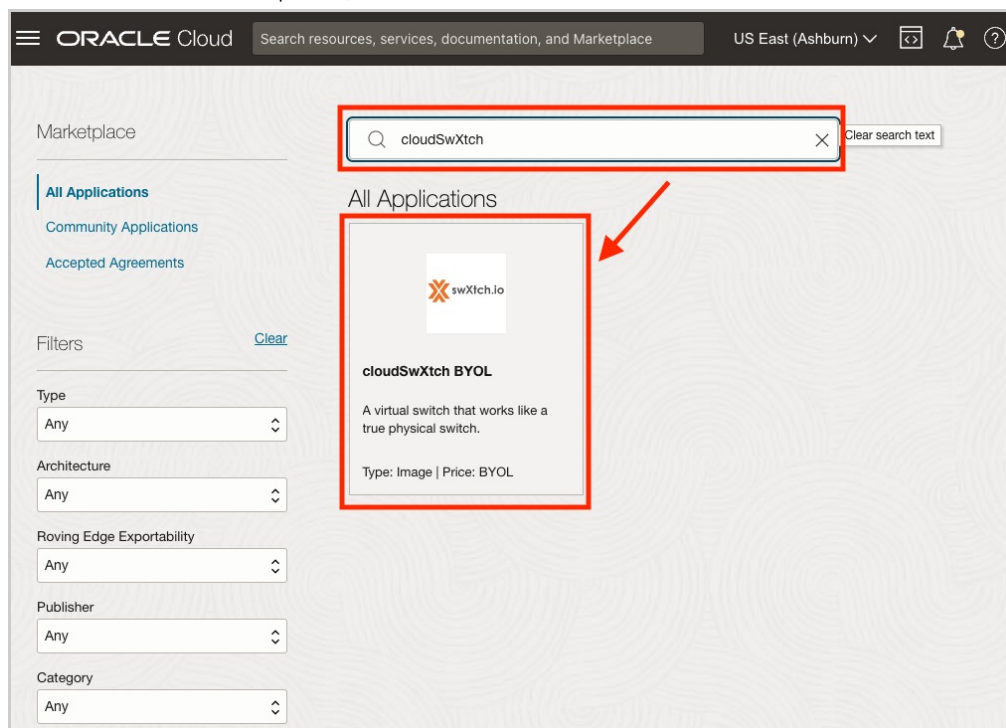 ORACLE Cloud
Search resources, services, documentation, and Marketplace
US East (Ashburn)
Marketplace
cloudSwXtch
Clear search text
All Applications
Community Applications
Accepted Agreements
All Applications
swXtch.io
cloudSwXtch BYOL
A virtual switch that works like a
true physical switch.
Type: Image | Price: BYOL
Filters
Clear
Type
Any
Architecture
Any
Roving Edge Exportability
Any
Publisher
Any
Category
Any